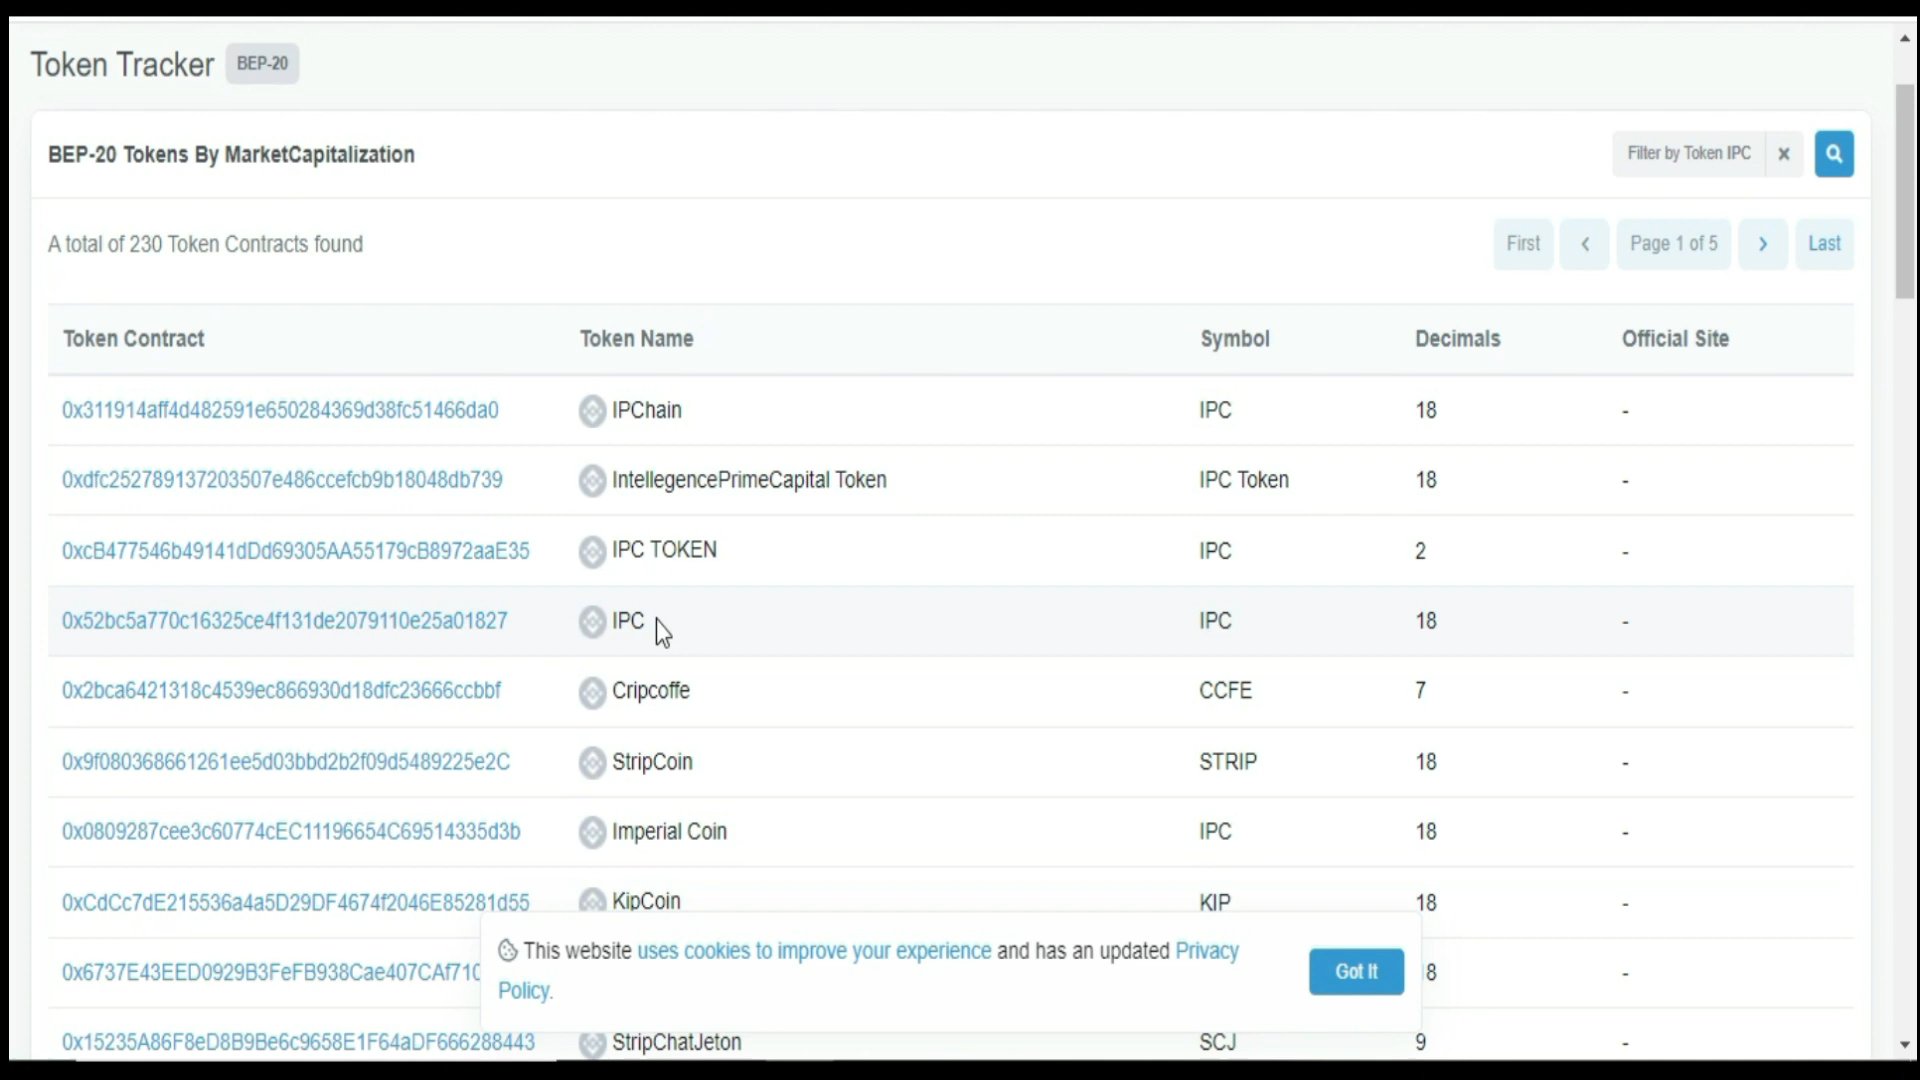 Token Tracker BEP-20
BEP-20 Tokens By MarketCapitalization
Filter by Token IPC
A total of 230 Token Contracts found
First Page 1 of 5 Last
Token Contract Token Name Symbol Decimals Official Site
0x311914aff4d482591e650284369d38fc51466da0 IPChain IPC 18 -
0xdfc252789137203507e486ccefcb9b18048db739 IntellegencePrimeCapital Token IPC Token 18 -
0xcB477546b49141dDd69305AA55179cB8972aaE35 IPC TOKEN IPC 2 -
0x52bc5a770c16325ce4f131de2079110e25a01827 IPC IPC 18 -
0x2bca6421318c4539ec866930d18dfc23666ccbbf Cripcoffe CCFE 7 -
0x9f080368661261ee5d03bbd2b2f09d5489225e2C StripCoin STRIP 18 -
0x0809287cee3c60774cEC11196654C69514335d3b Imperial Coin IPC 18 -
0xCdCc7dE215536a4a5D29DF4674f2046E85281d55 KipCoin KIP 18 -
This website uses cookies to improve your experience and has an updated Privacy
Policy.
Got It
0x6737E43EED0929B3FeFB938Cae407CAf710 8 -
0x15235A86F8eD8B9Be6c9658E1F64aDF666288443 StripChatJeton SCJ 9 -